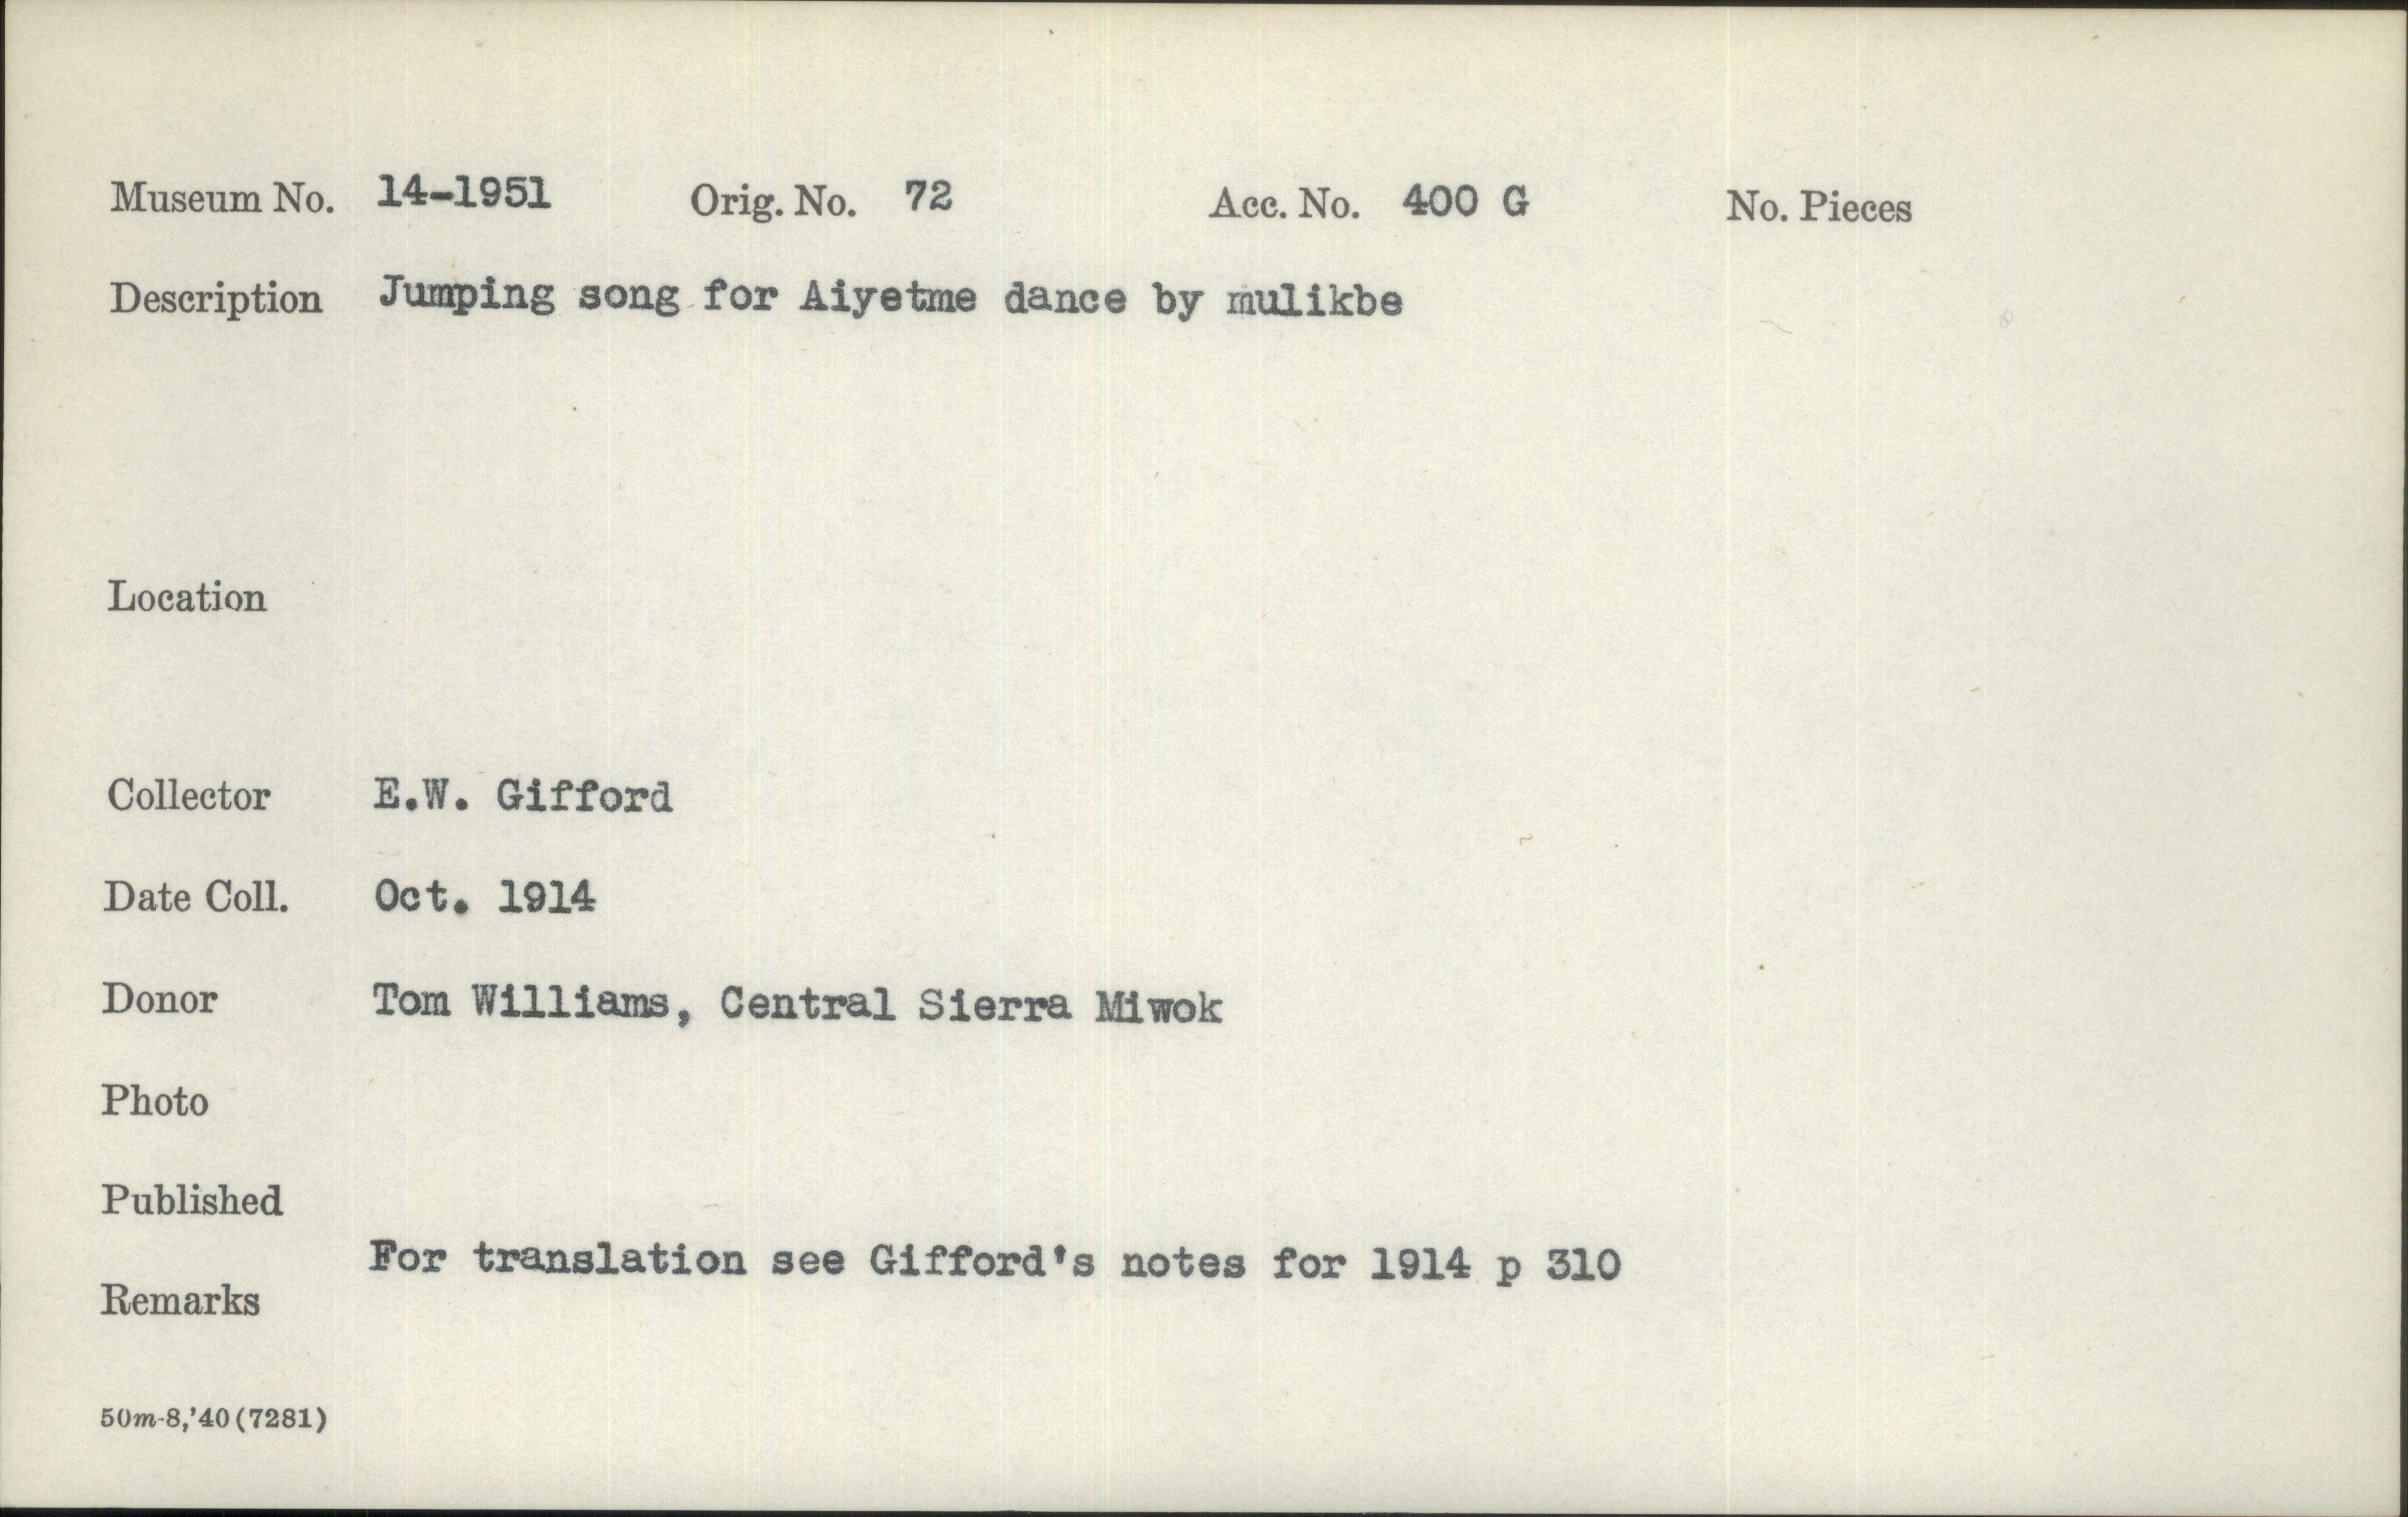 Museum No. 14-1951 Orig. No. 72 Acc. No. 400 G No. Pieces
Description Jumping song for Aiyetme dance by mulikbe
Location
Collector E.W. Gifford
Date Coll. Oct. 1914
Donor Tom Williams, Central Sierra Miwok
Photo
Published
For translation see Gifford's notes for 1914 p 310
Remarks
50m-8,'40(7281)